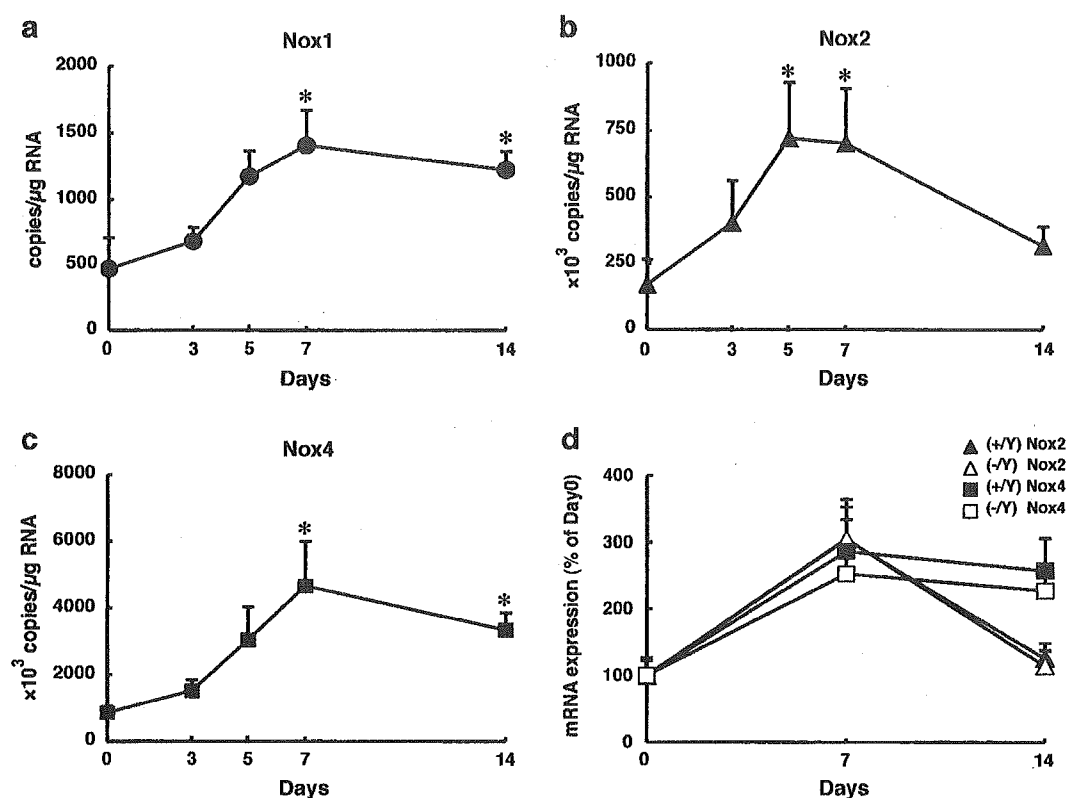 a
Nox1
copies/µg RNA
2000
1500
1000
500
0
*
*
0 3 5 7 14
Days
b
Nox2
×10³ copies/µg RNA
1000
750
500
250
0
* *
0 3 5 7 14
Days
c
Nox4
×10³ copies/µg RNA
8000
6000
4000
2000
0
*
*
0 3 5 7 14
Days
d
(+/Y) Nox2
(-/Y) Nox2
(+/Y) Nox4
(-/Y) Nox4
mRNA expression (% of Day0)
400
300
200
100
0
0 7 14
Days